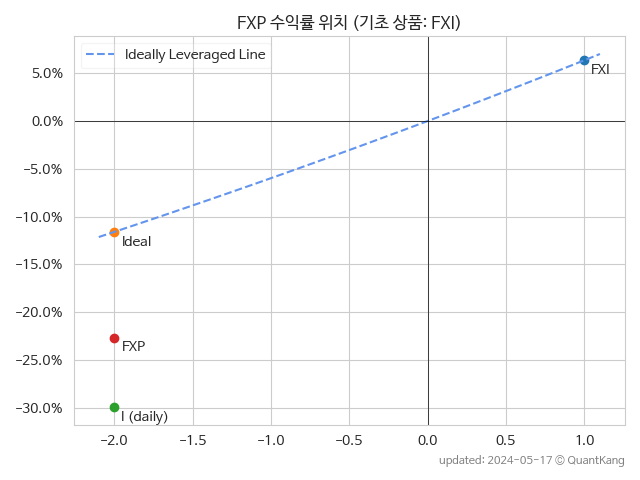 FXP 수익률 위치 (기초 상품: FXI)
Ideally Leveraged Line
5.0%
0.0%
−5.0%
−10.0%
−15.0%
−20.0%
−25.0%
−30.0%
FXI
Ideal
FXP
I (daily)
−2.0 −1.5 −1.0 −0.5 0.0 0.5 1.0
updated: 2024-05-17 © QuantKang